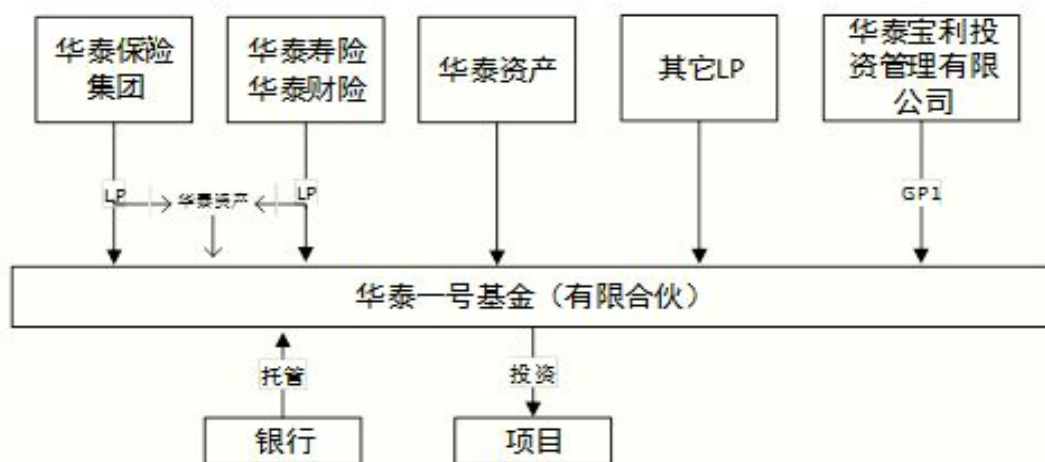 华泰保险
集团
华泰寿险
华泰财险
华泰资产
其它LP
华泰宝利投
资管理有限
公司
LP
华泰资产
LP
GP1
华泰一号基金（有限合伙）
托管
投资
银行
项目